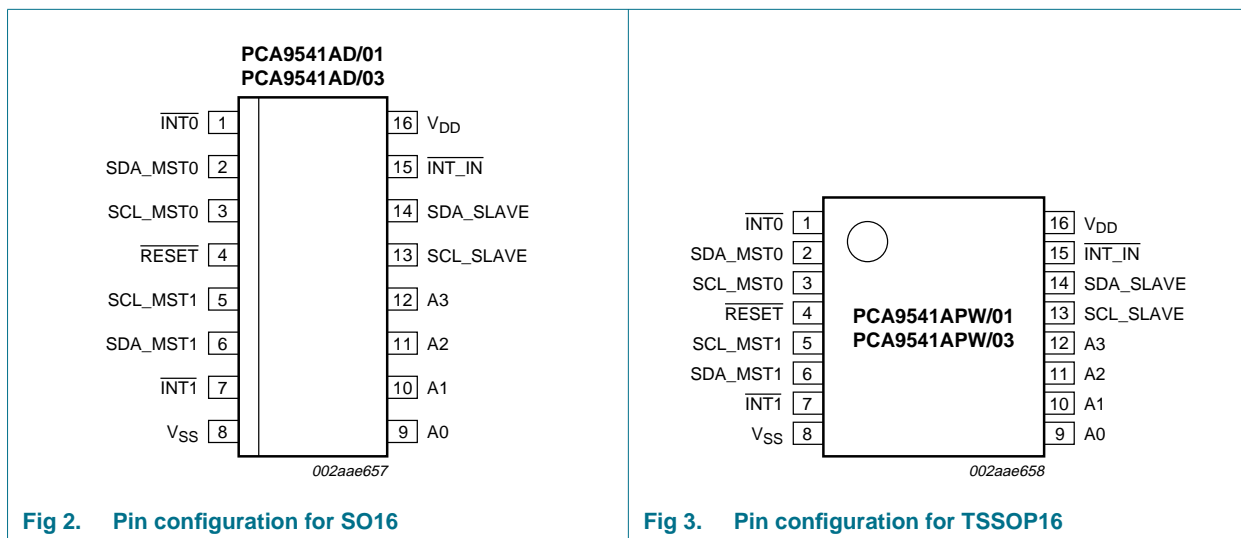 PCA9541AD/01
PCA9541AD/03
INT0 1
16 VDD
SDA_MST0 2
15 INT_IN
SCL_MST0 3
14 SDA_SLAVE
RESET 4
13 SCL_SLAVE
SCL_MST1 5
12 A3
SDA_MST1 6
11 A2
INT1 7
10 A1
VSS 8
9 A0
002aae657
Fig 2. Pin configuration for SO16
INT0 1
16 VDD
SDA_MST0 2
15 INT_IN
SCL_MST0 3
14 SDA_SLAVE
RESET 4
13 SCL_SLAVE
PCA9541APW/01
PCA9541APW/03
SCL_MST1 5
12 A3
SDA_MST1 6
11 A2
INT1 7
10 A1
VSS 8
9 A0
002aae658
Fig 3. Pin configuration for TSSOP16